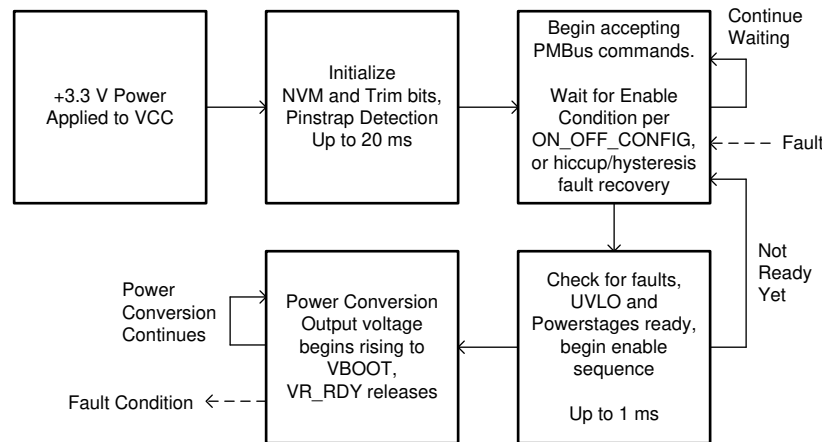 +3.3 V Power
Applied to VCC
Initialize
NVM and Trim bits,
Pinstrap Detection
Up to 20 ms
Begin accepting
PMBus commands.
Wait for Enable
Condition per
ON_OFF_CONFIG,
or hiccup/hysteresis
fault recovery
Continue
Waiting
Fault
Not
Ready
Yet
Check for faults,
UVLO and
Powerstages ready,
begin enable
sequence
Up to 1 ms
Power Conversion
Output voltage
begins rising to
VBOOT,
VR_RDY releases
Power
Conversion
Continues
Fault Condition